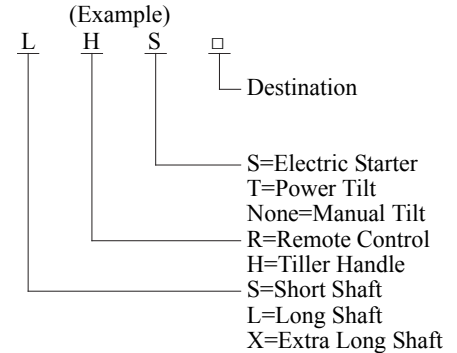 (Example)
L H S □
Destination
S=Electric Starter
T=Power Tilt
None=Manual Tilt
R=Remote Control
H=Tiller Handle
S=Short Shaft
L=Long Shaft
X=Extra Long Shaft